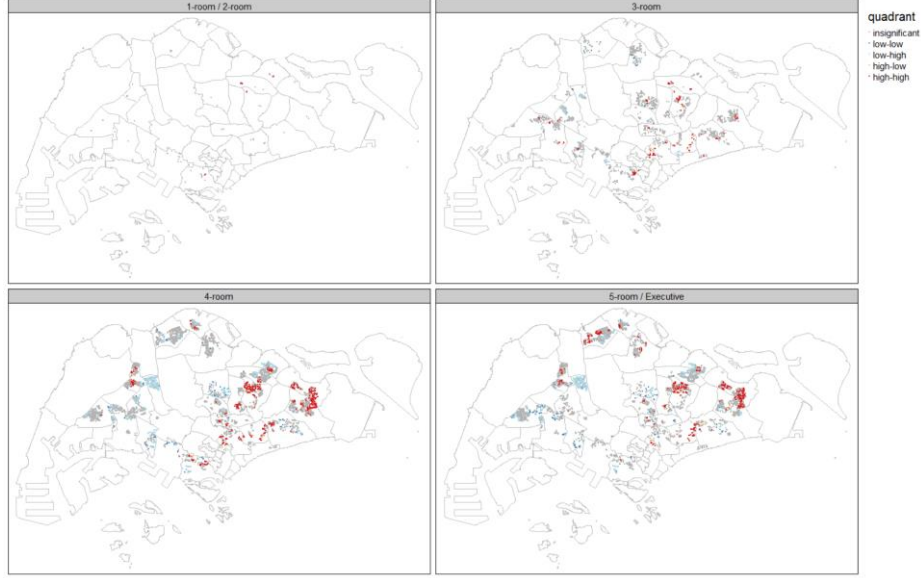 1-room / 2-room
3-room
quadrant
insignificant
low-low
low-high
high-low
high-high
4-room
5-room / Executive